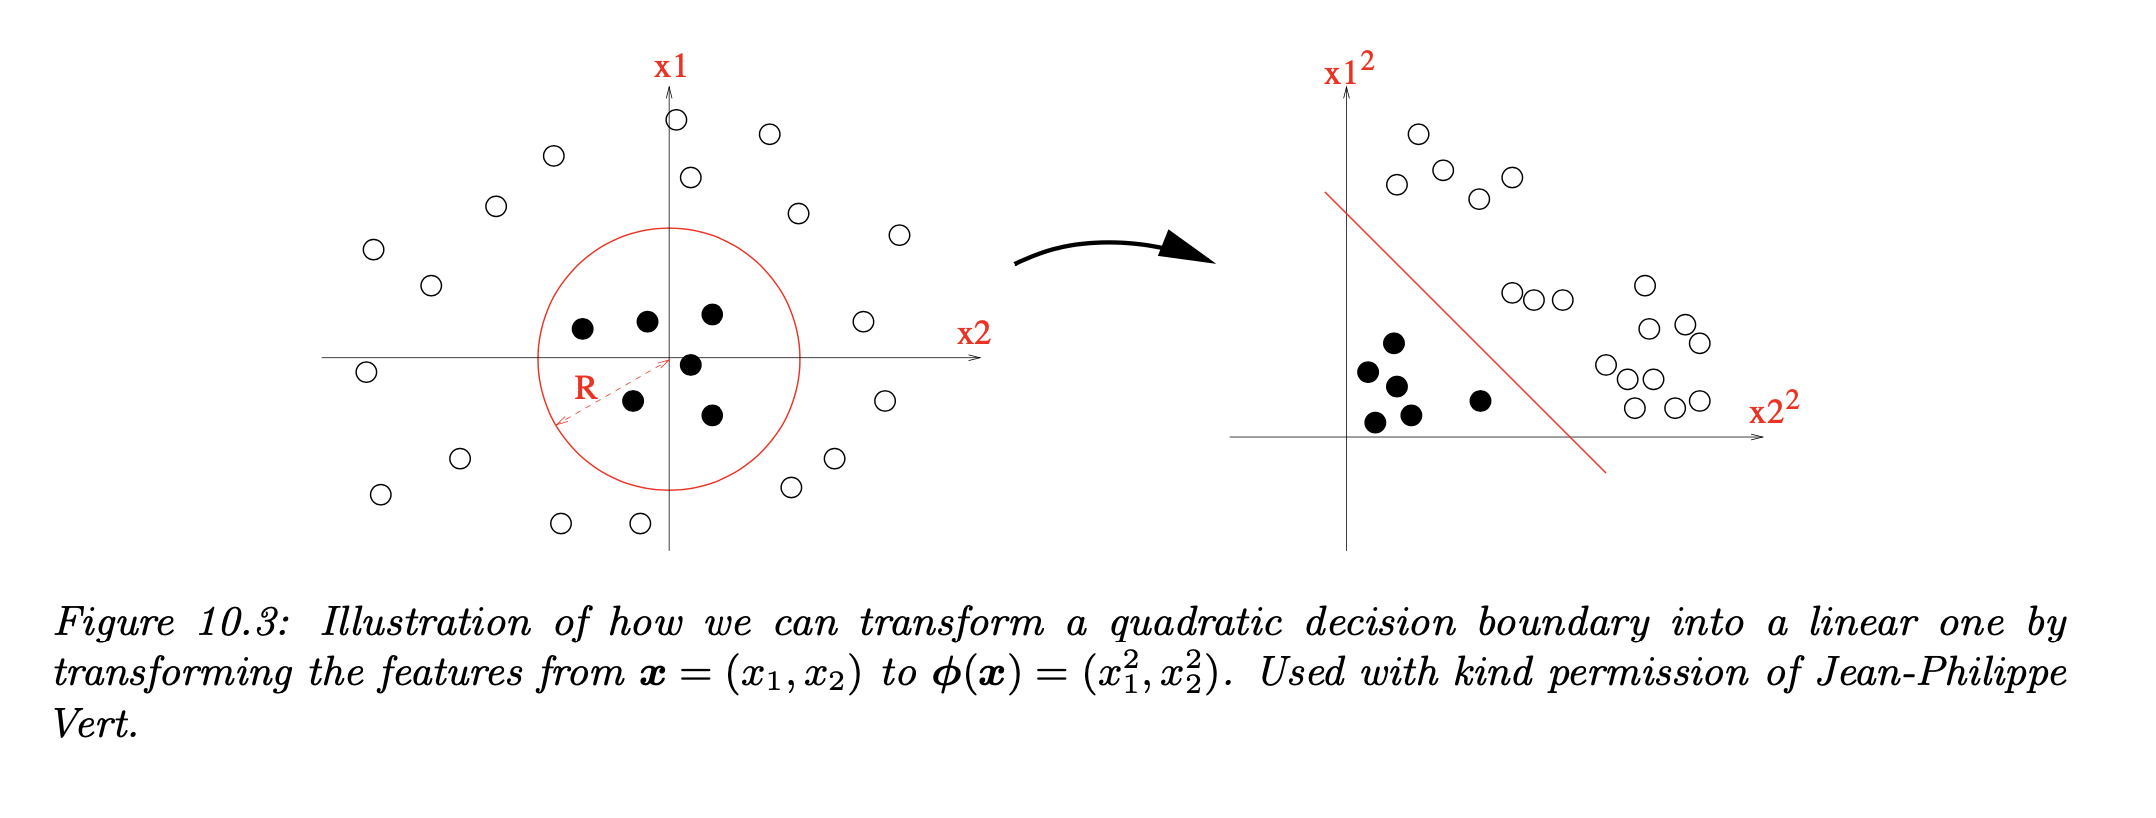 x1
x2
R
x1²
x2²
Figure 10.3: Illustration of how we can transform a quadratic decision boundary into a linear one by
transforming the features from x = (x₁, x₂) to ϕ(x) = (x₁², x₂²). Used with kind permission of Jean-Philippe
Vert.